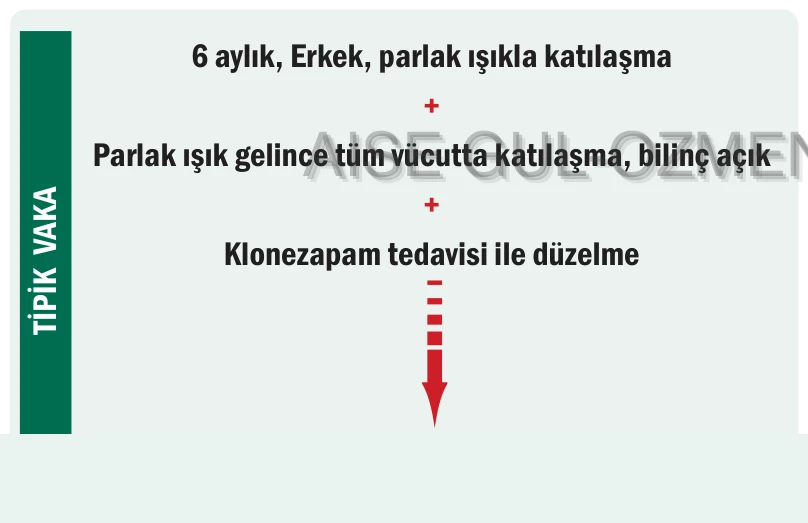 6 aylık, Erkek, parlak ışıkla katılaşma
+
AISE GUL OZMEN
Parlak ışık gelince tüm vücutta katılaşma, bilinç açık
+
Klonezapam tedavisi ile düzelme
TİPİK VAKA